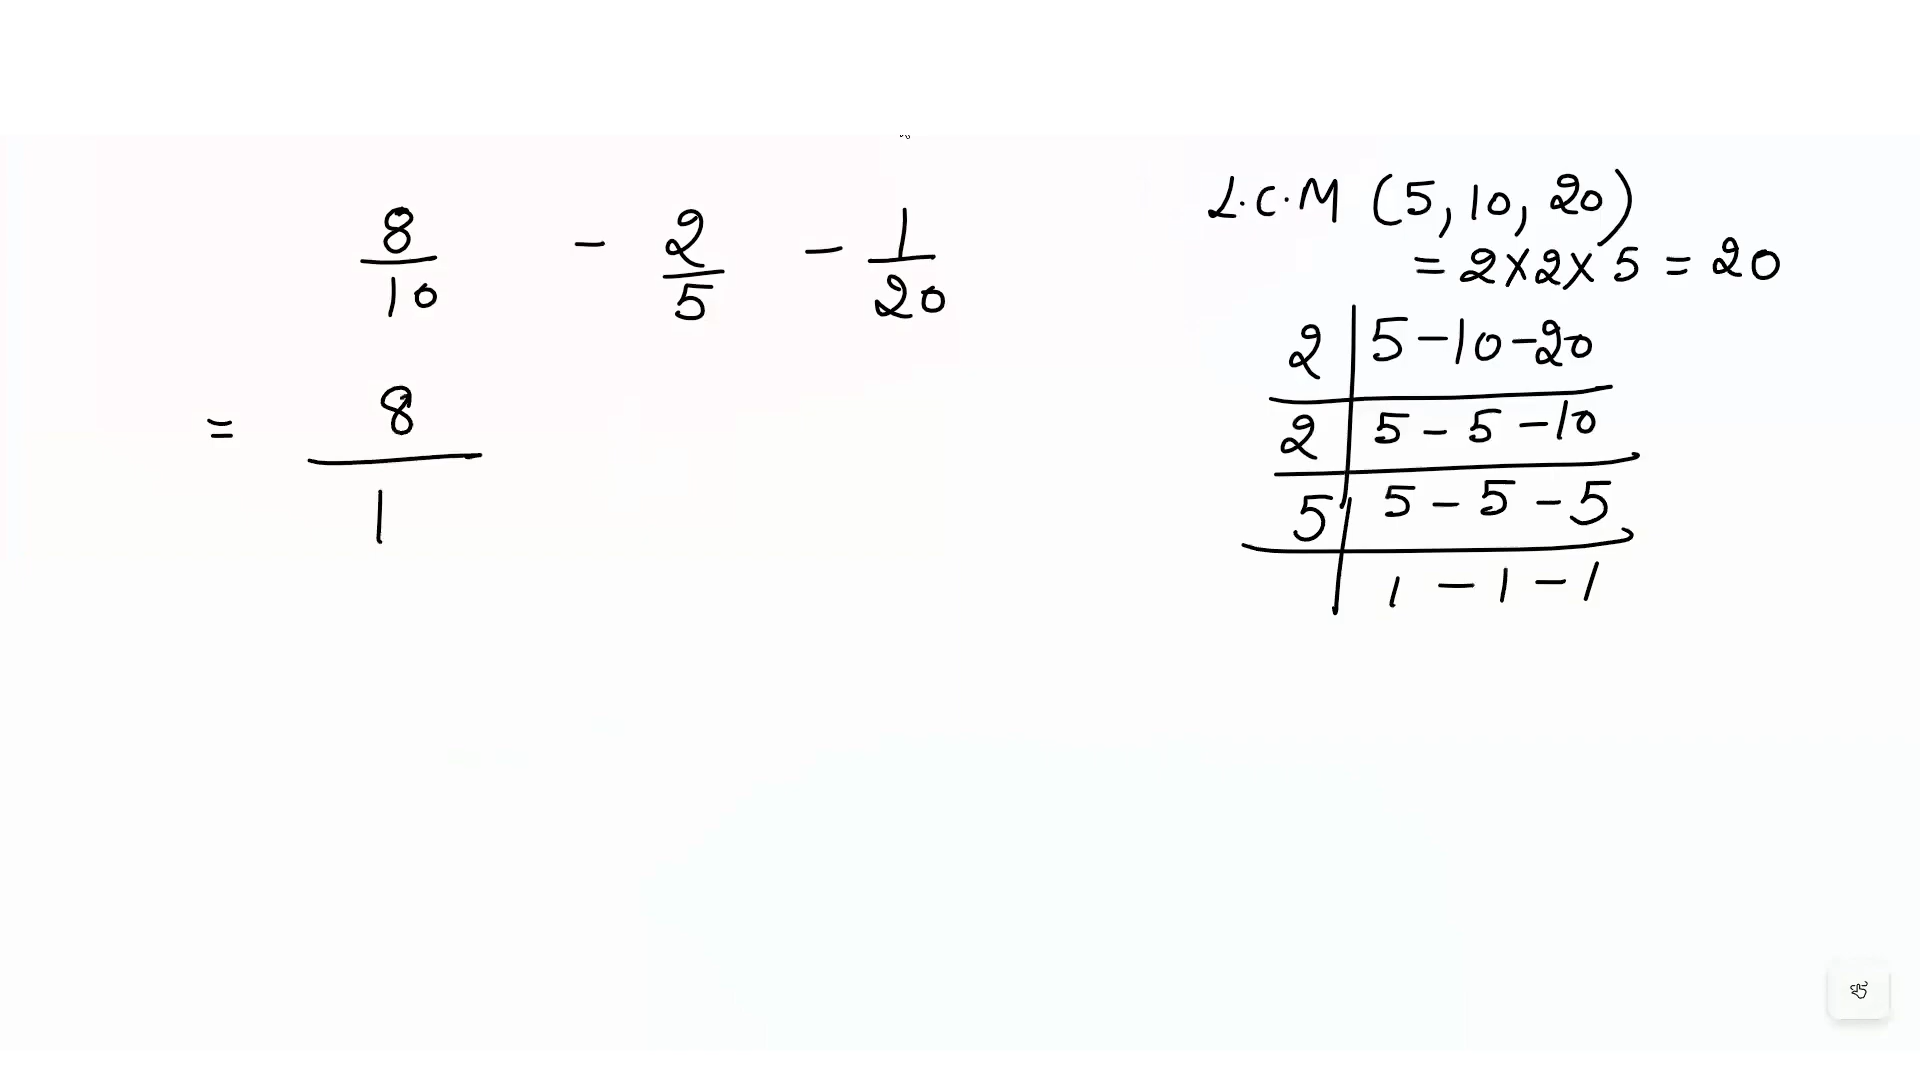 8/10 - 2/5 - 1/20
= 8/1
L.C.M (5, 10, 20)
= 2×2×5 = 20
2 | 5 - 10 - 20
2 | 5 - 5 - 10
5 | 5 - 5 - 5
| 1 - 1 - 1